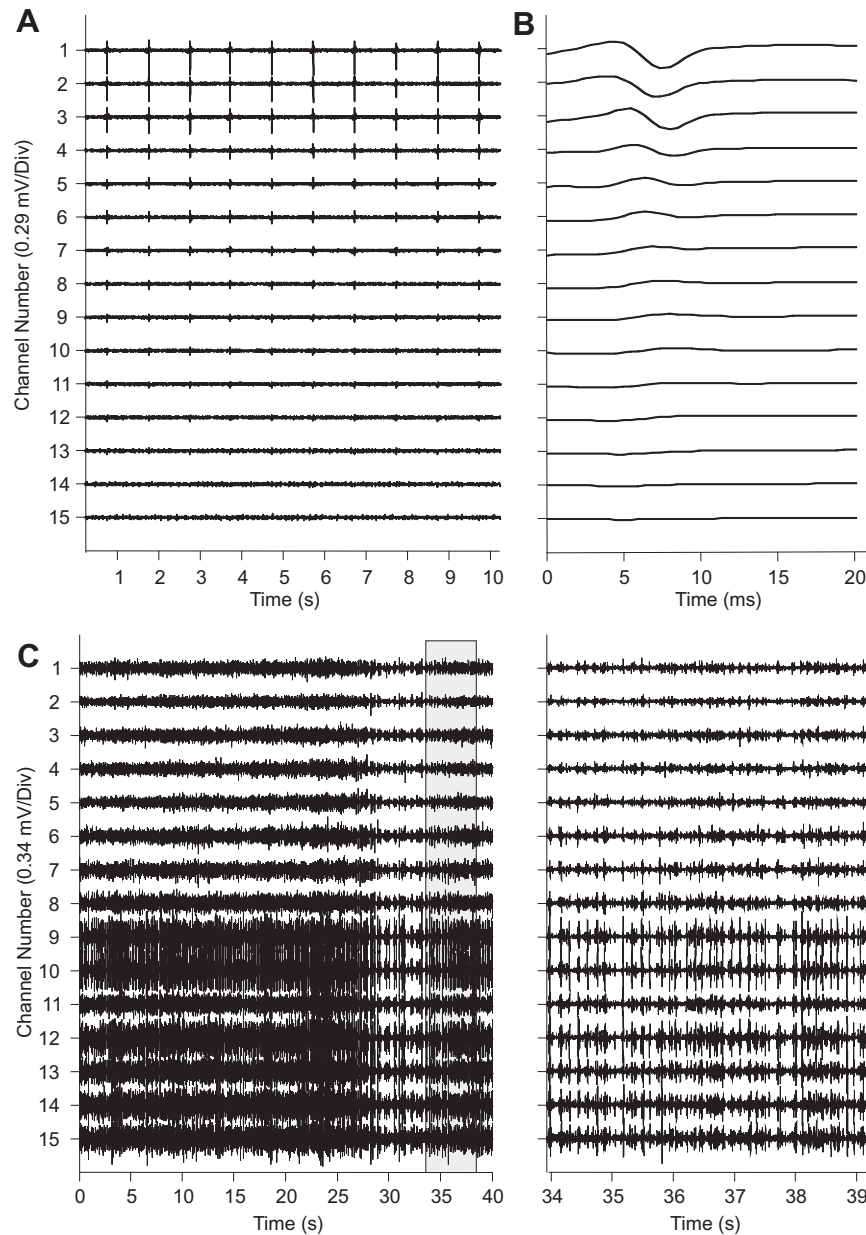 A
Channel Number (0.29 mV/Div)
1
2
3
4
5
6
7
8
9
10
11
12
13
14
15
1 2 3 4 5 6 7 8 9 10
Time (s)
B
0 5 10 15 20
Time (ms)
C
Channel Number (0.34 mV/Div)
1
2
3
4
5
6
7
8
9
10
11
12
13
14
15
0 5 10 15 20 25 30 35 40
Time (s)
34 35 36 37 38 39
Time (s)